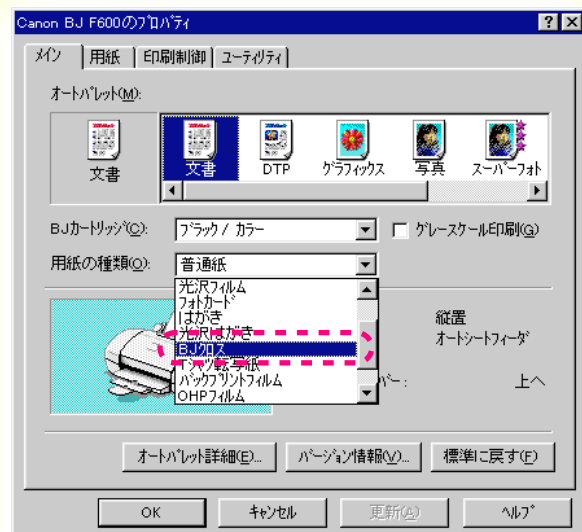 Canon BJ F600のプロパティ
メイン 用紙 印刷制御 ユーティリティ
オートパレット(M):
文書 文書 DTP グラフィックス 写真 スーパーフォト
BJカートリッジ(C): ブラック / カラー グレースケール印刷(G)
用紙の種類(O): 普通紙
光沢フィルム
フォトカード
はがき
光沢はがき
BJクロス
Tシャツ転写紙
バックプリントフィルム
OHPフィルム
縦置
オートシートフィーダ
バー: 上へ
オートパレット詳細(E)... バージョン情報(V)... 標準に戻す(F)
OK キャンセル 更新(A) ヘルプ